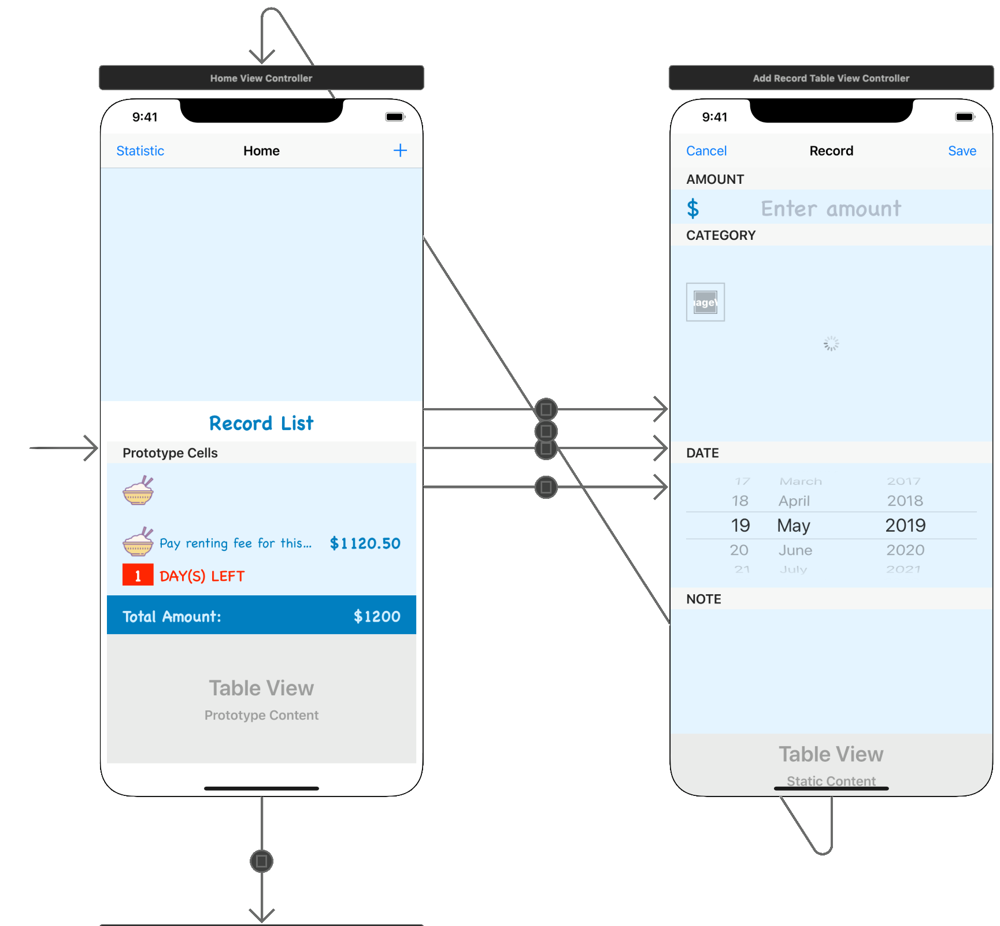 Home View Controller
9:41
Statistic
Home
+
Record List
Prototype Cells
Pay renting fee for this...
$1120.50
1
DAY(S) LEFT
Total Amount:
$1200
Table View
Prototype Content
Add Record Table View Controller
9:41
Cancel
Record
Save
AMOUNT
$
Enter amount
CATEGORY
DATE
17 March 2017
18 April 2018
19 May 2019
20 June 2020
21 July 2021
NOTE
Table View
Static Content